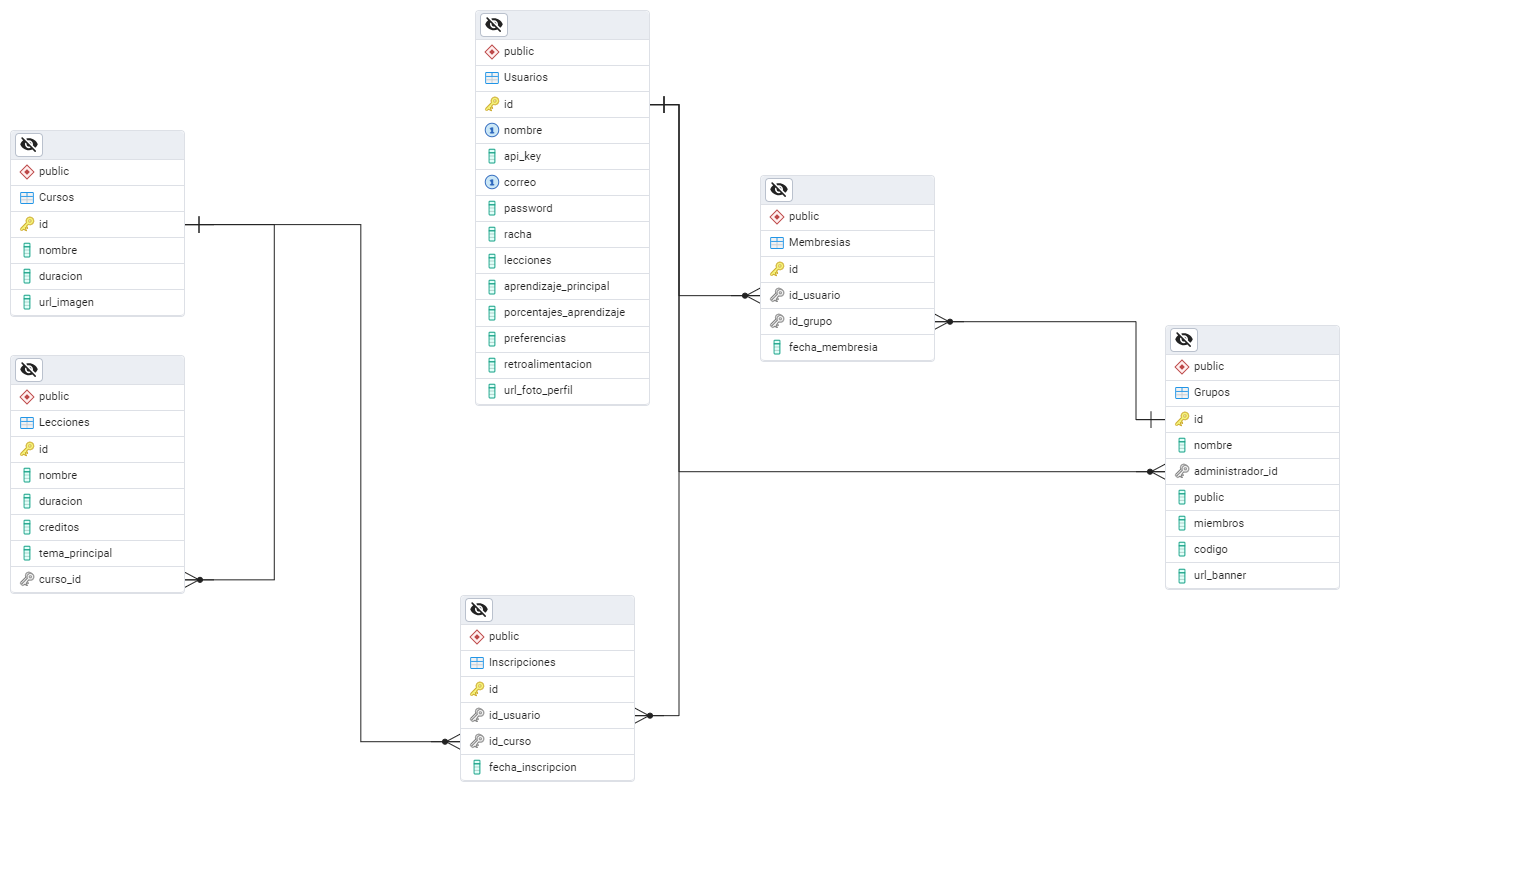 public
Usuarios
id
nombre
api_key
correo
password
racha
lecciones
aprendizaje_principal
porcentajes_aprendizaje
preferencias
retroalimentacion
url_foto_perfil
public
Cursos
id
nombre
duracion
url_imagen
public
Membresias
id
id_usuario
id_grupo
fecha_membresia
public
Grupos
id
nombre
administrador_id
public
miembros
codigo
url_banner
public
Lecciones
id
nombre
duracion
creditos
tema_principal
curso_id
public
Inscripciones
id
id_usuario
id_curso
fecha_inscripcion